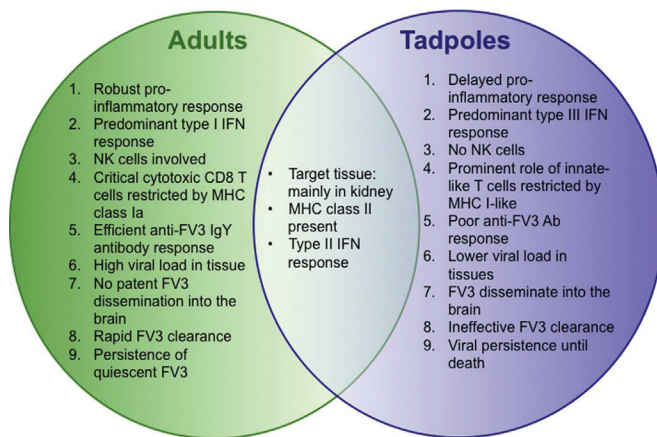 Adults
1. Robust pro-
inflammatory response
2. Predominant type I IFN
response
3. NK cells involved
4. Critical cytotoxic CD8 T
cells restricted by MHC
class Ia
5. Efficient anti-FV3 IgY
antibody response
6. High viral load in tissue
7. No patent FV3
dissemination into the
brain
8. Rapid FV3 clearance
9. Persistence of
quiescent FV3
• Target tissue:
mainly in kidney
• MHC class II
present
• Type II IFN
response
Tadpoles
1. Delayed pro-
inflammatory response
2. Predominant type III IFN
response
3. No NK cells
4. Prominent role of innate-
like T cells restricted by
MHC I-like
5. Poor anti-FV3 Ab
response
6. Lower viral load in
tissues
7. FV3 disseminate into the
brain
8. Ineffective FV3 clearance
9. Viral persistence until
death